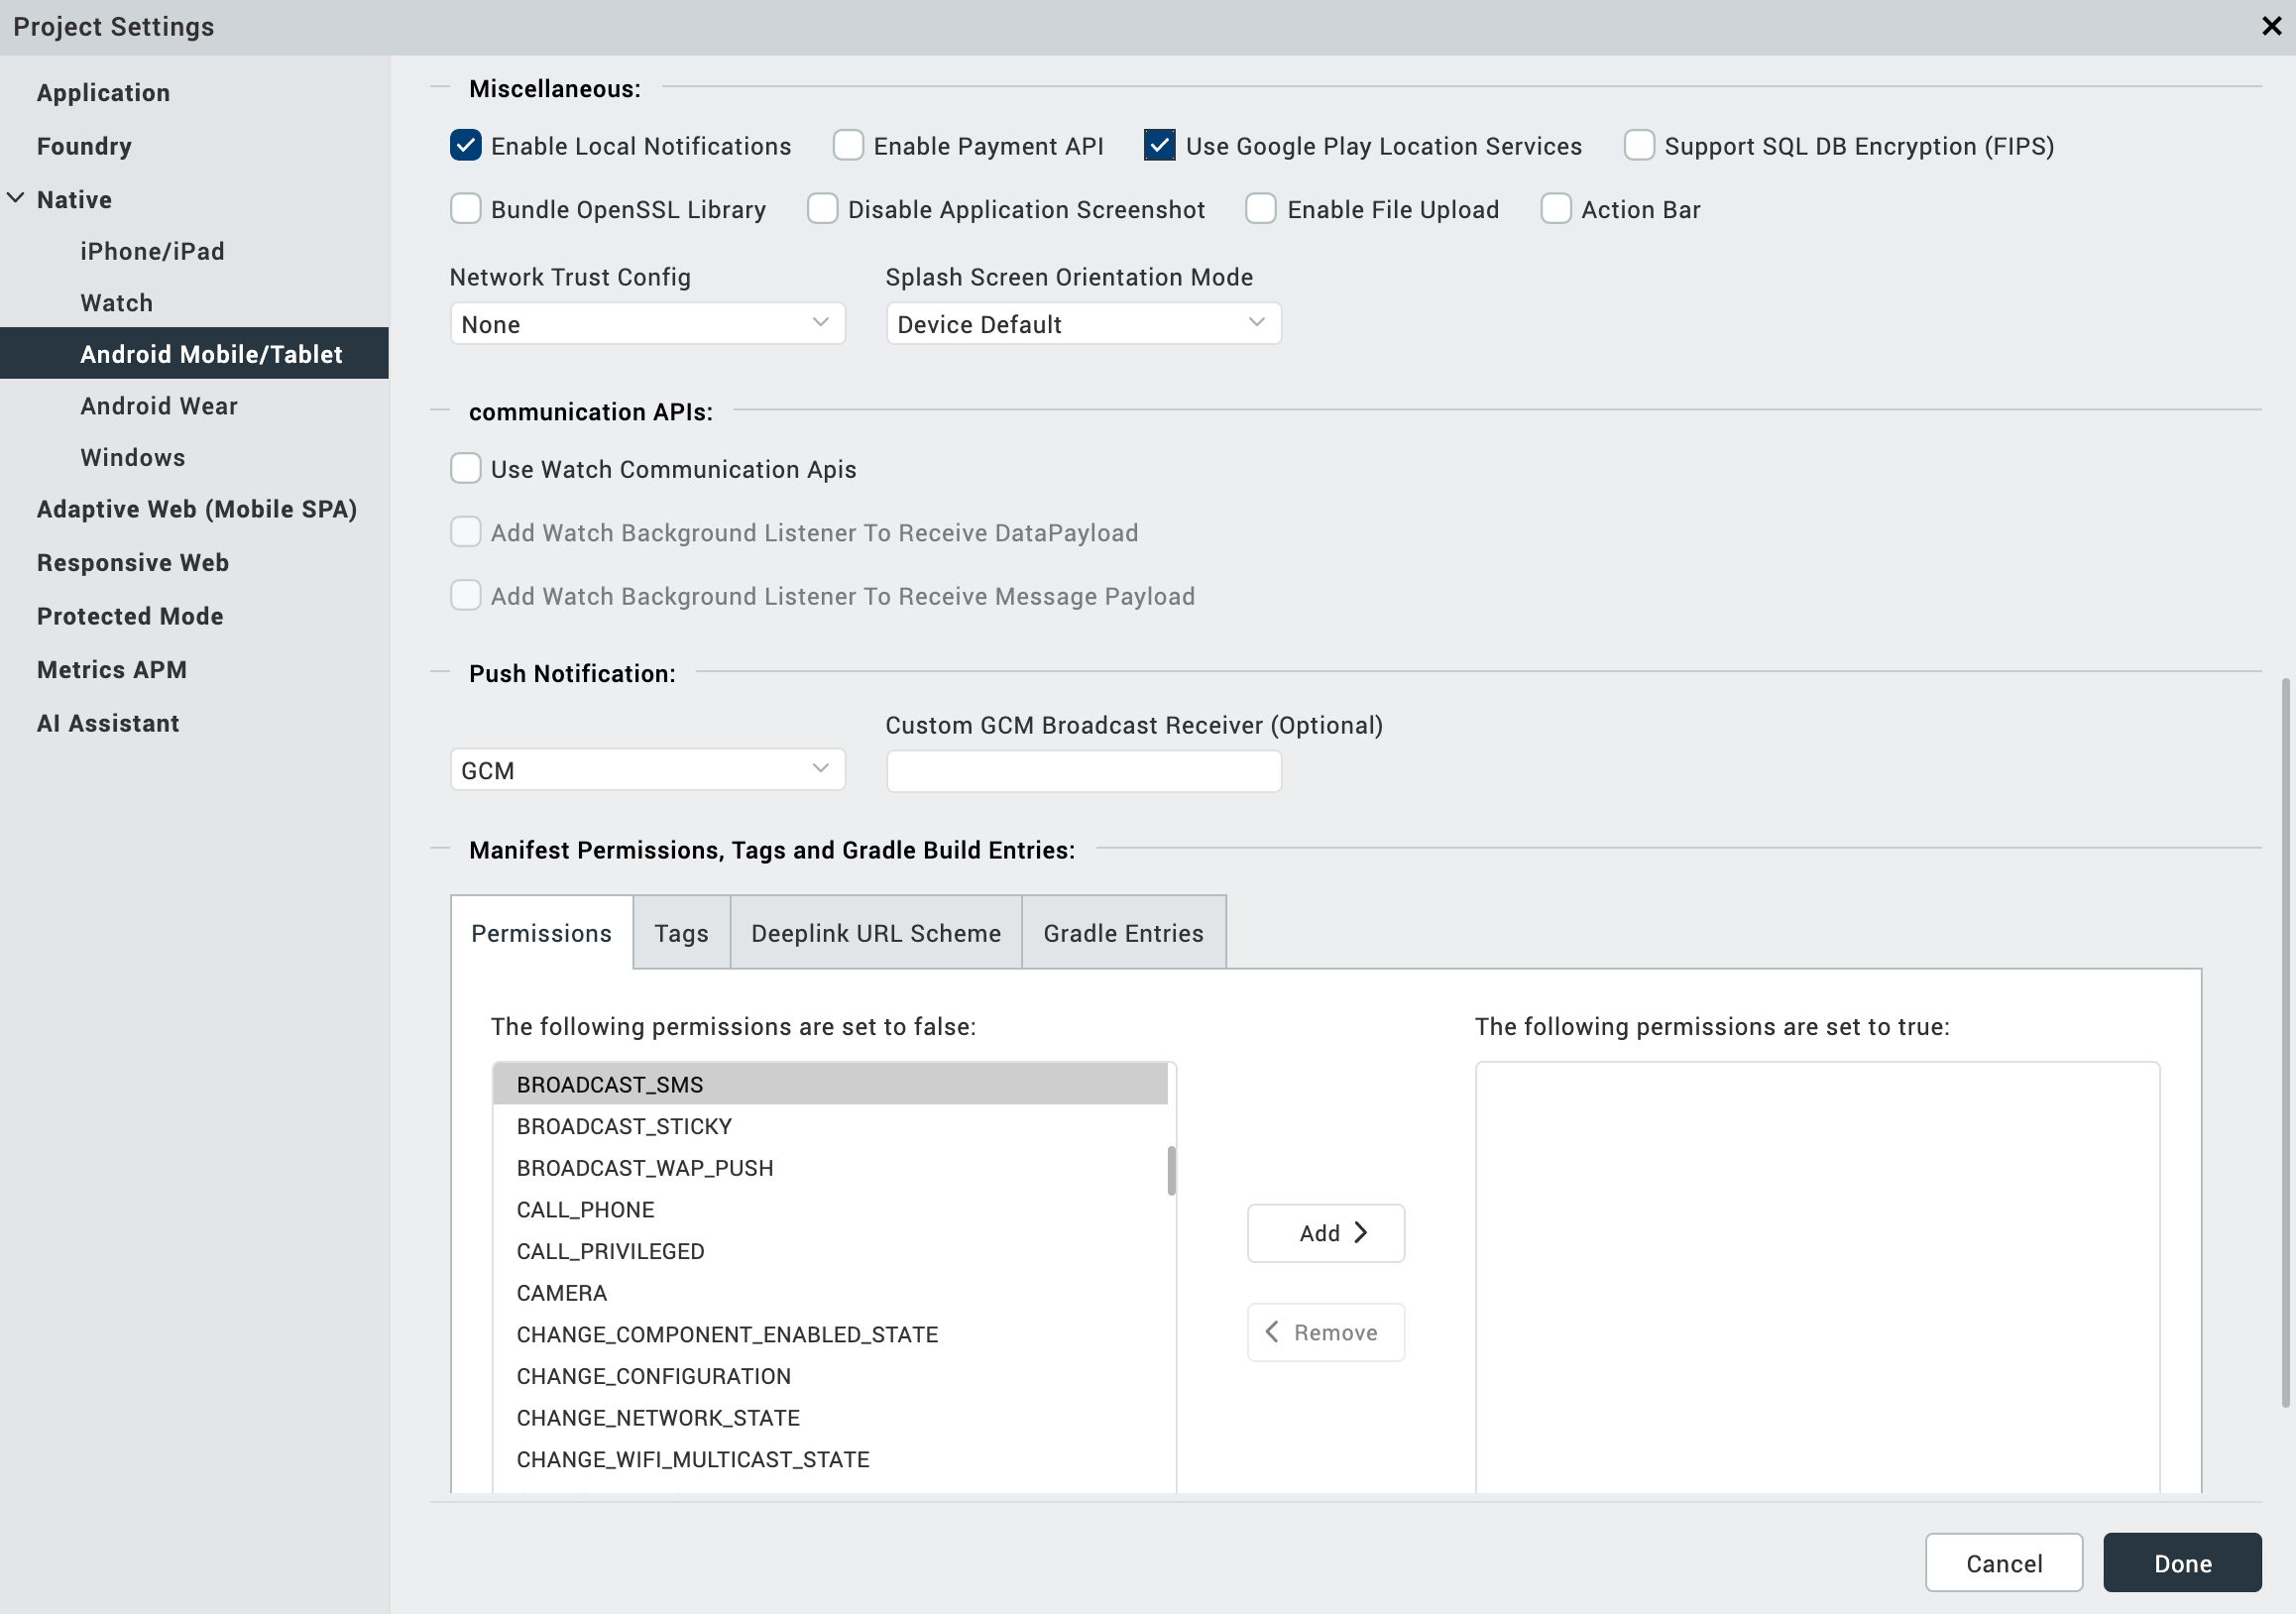 Project Settings
Application
Foundry
Native
iPhone/iPad
Watch
Android Mobile/Tablet
Android Wear
Windows
Adaptive Web (Mobile SPA)
Responsive Web
Protected Mode
Metrics APM
AI Assistant
Miscellaneous:
Enable Local Notifications Enable Payment API Use Google Play Location Services Support SQL DB Encryption (FIPS)
Bundle OpenSSL Library Disable Application Screenshot Enable File Upload Action Bar
Network Trust Config Splash Screen Orientation Mode
None Device Default
communication APIs:
Use Watch Communication Apis
Add Watch Background Listener To Receive DataPayload
Add Watch Background Listener To Receive Message Payload
Push Notification:
Custom GCM Broadcast Receiver (Optional)
GCM
Manifest Permissions, Tags and Gradle Build Entries:
Permissions Tags Deeplink URL Scheme Gradle Entries
The following permissions are set to false:
BROADCAST_SMS
BROADCAST_STICKY
BROADCAST_WAP_PUSH
CALL_PHONE
CALL_PRIVILEGED
CAMERA
CHANGE_COMPONENT_ENABLED_STATE
CHANGE_CONFIGURATION
CHANGE_NETWORK_STATE
CHANGE_WIFI_MULTICAST_STATE
Add
Remove
The following permissions are set to true:
Cancel Done